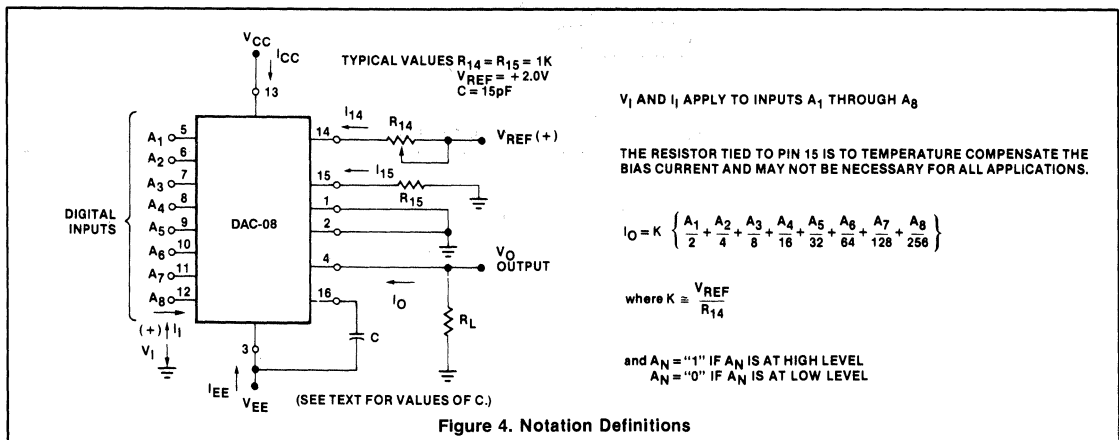 VCC
ICC
TYPICAL VALUES R14 = R15 = 1K
VREF = +2.0V
C = 15pF
13
I14
R14
14
VREF (+)
I15
15
R15
A1 5
A2 6
A3 7
A4 8
A5 9
A6 10
A7 11
A8 12
DIGITAL
INPUTS
DAC-08
1
2
4
VO
OUTPUT
IO
16
RL
C
(+) II
VI
3
IEE
VEE
(SEE TEXT FOR VALUES OF C.)
VI AND II APPLY TO INPUTS A1 THROUGH A8
THE RESISTOR TIED TO PIN 15 IS TO TEMPERATURE COMPENSATE THE
BIAS CURRENT AND MAY NOT BE NECESSARY FOR ALL APPLICATIONS.
IO = K { A1/2 + A2/4 + A3/8 + A4/16 + A5/32 + A6/64 + A7/128 + A8/256 }
where K ≅ VREF/R14
and AN = "1" IF AN IS AT HIGH LEVEL
AN = "0" IF AN IS AT LOW LEVEL
Figure 4. Notation Definitions